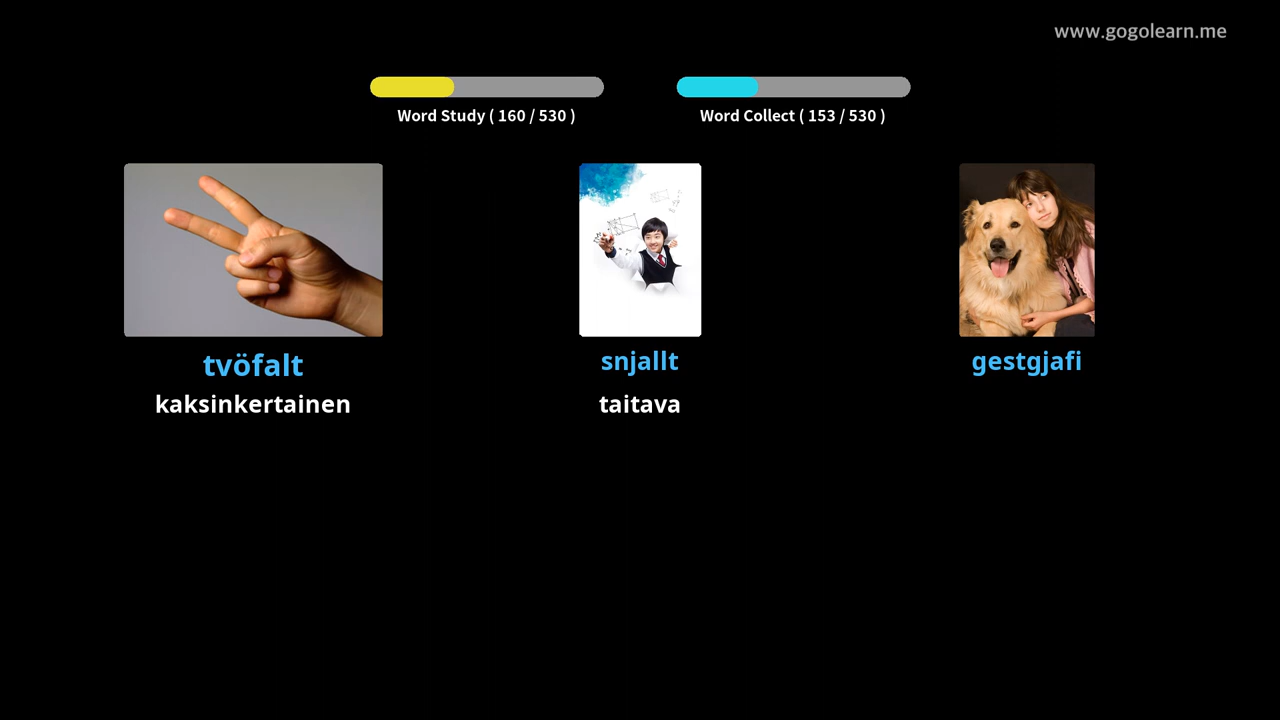 www.gogolearn.me
Word Study ( 160 / 530 )
Word Collect ( 153 / 530 )
tvöfalt
kaksinkertainen
snjallt
taitava
gestgjafi